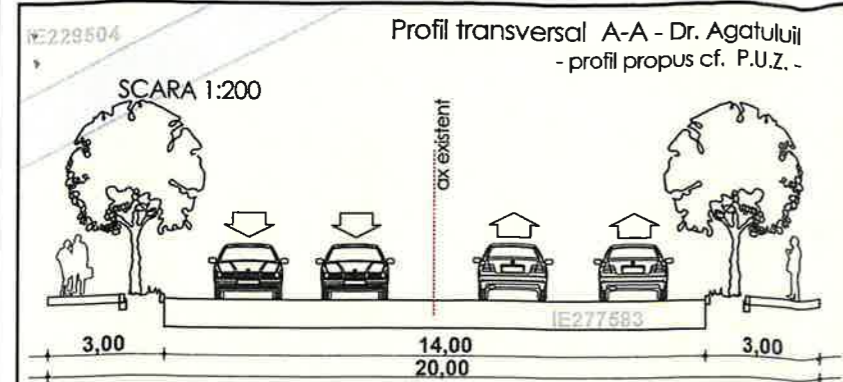 IE229504
Profil transversal A-A - Dr. Agatuluil
- profil propus cf. P.U.Z. -
SCARA 1:200
ax existent
IE277583
3,00 14,00 3,00
20,00